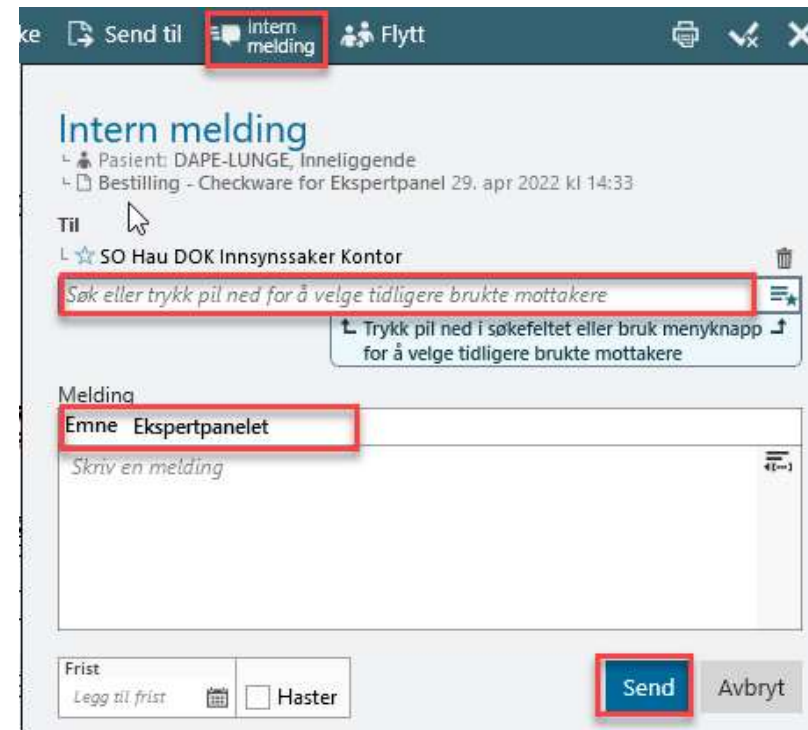 ke Send til Intern melding Flytt
Intern melding
Pasient: DAPE-LUNGE, Inneliggende
Bestilling - Checkware for Ekspertpanel 29. apr 2022 kl 14:33
Til
SO Hau DOK Innsynssaker Kontor
Søk eller trykk pil ned for å velge tidligere brukte mottakere
Trykk pil ned i søkefeltet eller bruk menyknapp
for å velge tidligere brukte mottakere
Melding
Emne Ekspertpanelet
Skriv en melding
Frist
Legg til frist Haster Send Avbryt